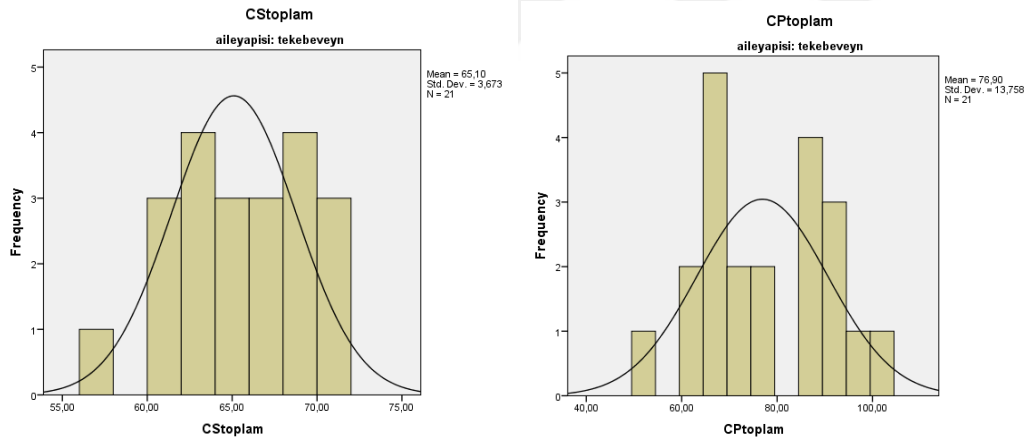 CStoplam
aileyapisi: tekebeveyn
Mean = 65,10
Std. Dev. = 3,673
N = 21
Frequency
5
4
3
2
1
0
55,00 60,00 65,00 70,00 75,00
CStoplam
CPtoplam
aileyapisi: tekebeveyn
Mean = 76,90
Std. Dev. = 13,758
N = 21
Frequency
5
4
3
2
1
0
40,00 60,00 80,00 100,00
CPtoplam